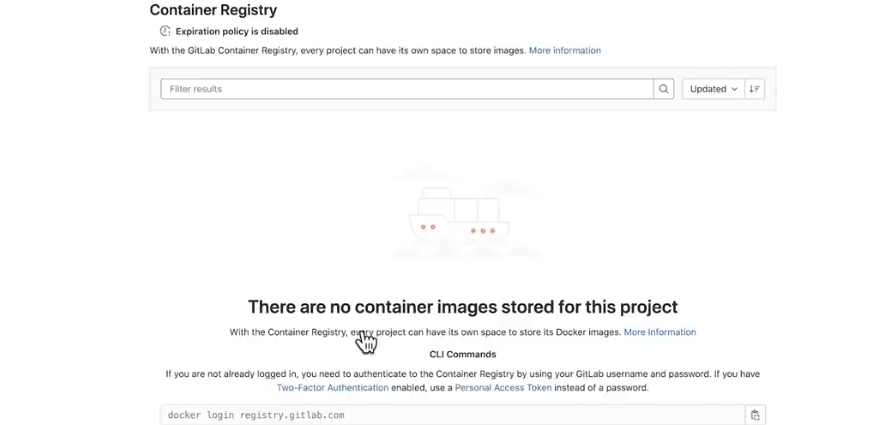 Container Registry
Expiration policy is disabled
With the GitLab Container Registry, every project can have its own space to store images. More information
Filter results
Updated
There are no container images stored for this project
With the Container Registry, every project can have its own space to store its Docker images. More Information
CLI Commands
If you are not already logged in, you need to authenticate to the Container Registry by using your GitLab username and password. If you have
Two-Factor Authentication enabled, use a Personal Access Token instead of a password.
docker login registry.gitlab.com